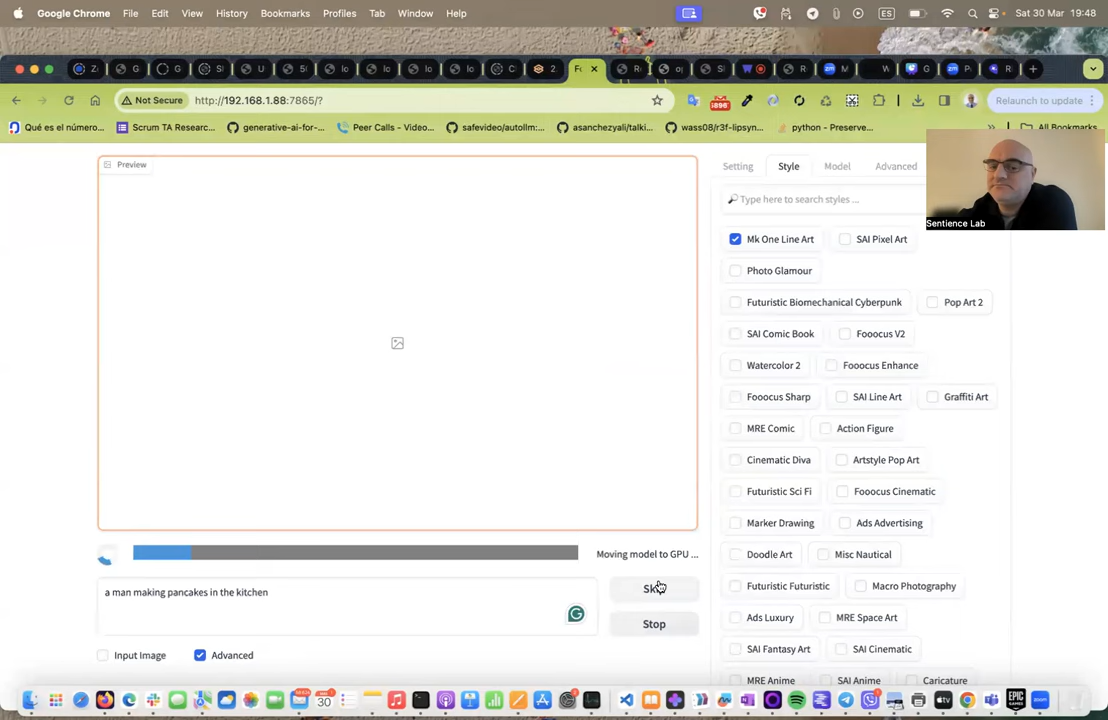 Google Chrome File Edit View History Bookmarks Profiles Tab Window Help ES Sat 30 Mar 19:48
Not Secure http://192.168.1.88:7865/? Relaunch to update
Qué es el número... Scrum TA Researc... generative-ai-for-... Peer Calls - Video... safevideo/autollm:... asanchezyali/talki... wass08/r3f-lipsyn... python - Preserve... All Bookmarks
Preview
Setting Style Model Advanced
Type here to search styles ...
Sentience Lab
Mk One Line Art SAI Pixel Art
Photo Glamour
Futuristic Biomechanical Cyberpunk Pop Art 2
SAI Comic Book Fooocus V2
Watercolor 2 Fooocus Enhance
Fooocus Sharp SAI Line Art Graffiti Art
MRE Comic Action Figure
Cinematic Diva Artstyle Pop Art
Futuristic Sci Fi Fooocus Cinematic
Marker Drawing Ads Advertising
Doodle Art Misc Nautical
Futuristic Futuristic Macro Photography
Ads Luxury MRE Space Art
SAI Fantasy Art SAI Cinematic
MRE Anime SAI Anime Caricature
Moving model to GPU ...
a man making pancakes in the kitchen
Skip
Stop
Input Image Advanced